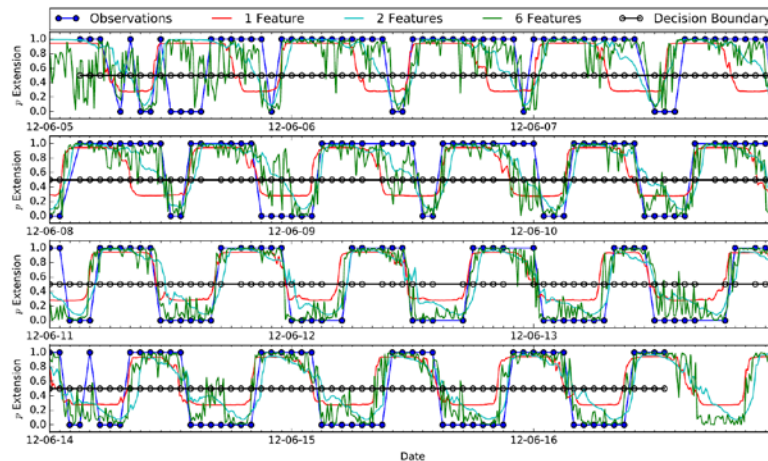 Observations 1 Feature 2 Features 6 Features Decision Boundary
1.0
0.8
0.6
0.4
0.2
0.0
p Extension
12-06-05 12-06-06 12-06-07
1.0
0.8
0.6
0.4
0.2
0.0
p Extension
12-06-08 12-06-09 12-06-10
1.0
0.8
0.6
0.4
0.2
0.0
p Extension
12-06-11 12-06-12 12-06-13
1.0
0.8
0.6
0.4
0.2
0.0
p Extension
12-06-14 12-06-15 12-06-16
Date